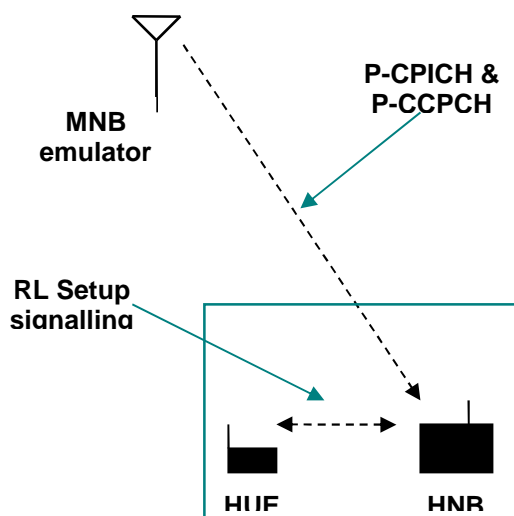 P-CPICH &
P-CCPCH
MNB
emulator
RL Setup
signalling
HUE
HNB